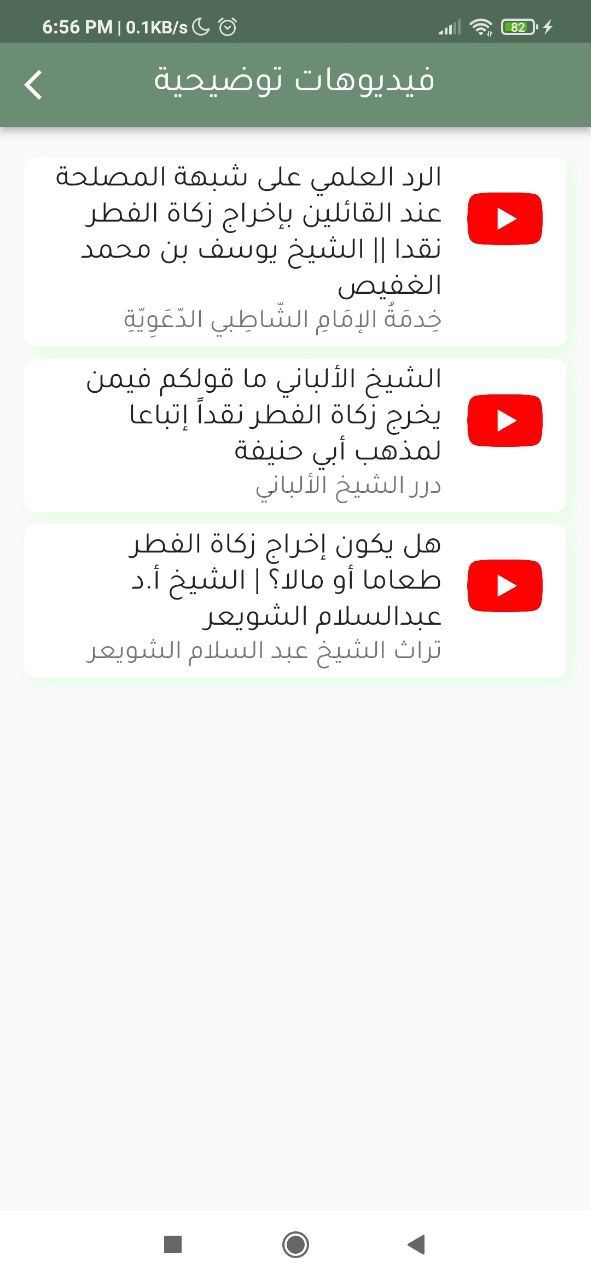 6:56 PM | 0.1KB/s
82
فيديوهات توضيحية
الرد العلمي على شبهة المصلحة
عند القائلين بإخراج زكاة الفطر
نقدا || الشيخ يوسف بن محمد
الغفيص
خِدمَةُ الإمَامِ الشّاطِبي الدّعَوِيّةِ
الشيخ الألباني ما قولكم فيمن
يخرج زكاة الفطر نقداً إتباعا
لمذهب أبي حنيفة
درر الشيخ الألباني
هل يكون إخراج زكاة الفطر
طعاما أو مالا؟ | الشيخ أ.د
عبدالسلام الشويعر
تراث الشيخ عبد السلام الشويعر